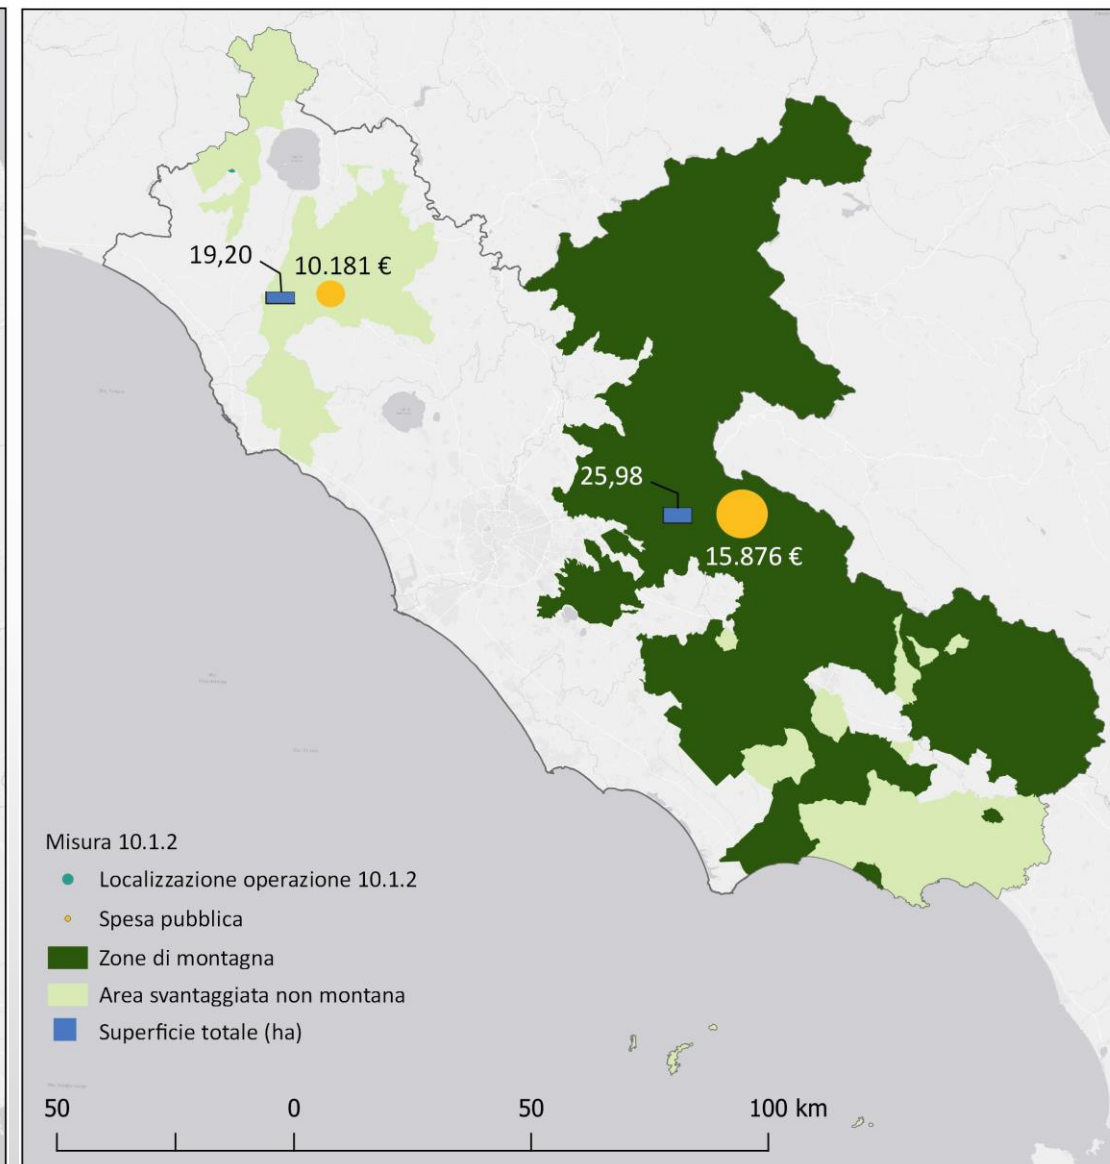 19,20
10.181 €
25,98
15.876 €
Misura 10.1.2
Localizzazione operazione 10.1.2
Spesa pubblica
Zone di montagna
Area svantaggiata non montana
Superficie totale (ha)
50 0 50 100 km